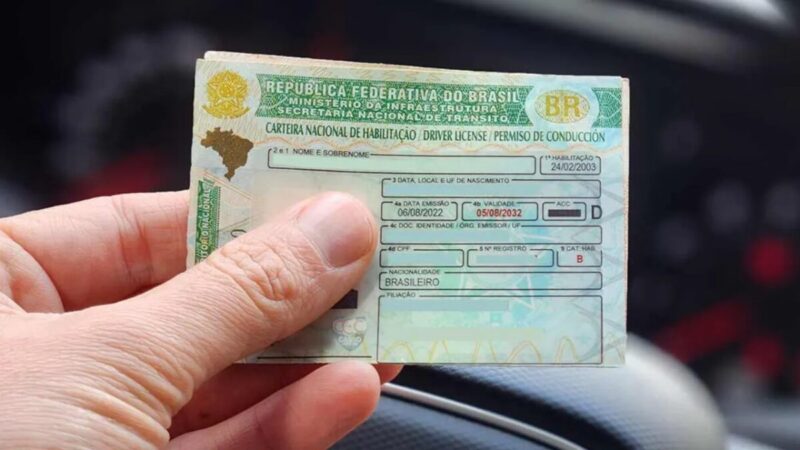 REPÚBLICA FEDERATIVA DO BRASIL
MINISTÉRIO DA INFRAESTRUTURA
SECRETARIA NACIONAL DE TRÂNSITO
BR
CARTEIRA NACIONAL DE HABILITAÇÃO / DRIVER LICENSE / PERMISO DE CONDUCCIÓN
2 e 1 NOME E SOBRENOME
1ª HABILITAÇÃO
24/02/2003
3 DATA, LOCAL E UF DE NASCIMENTO
4a DATA EMISSÃO
06/08/2022
4b VALIDADE
05/08/2032
ACC
D
4c DOC. IDENTIDADE / ÓRG. EMISSOR / UF
4d CPF
5 Nº REGISTRO
9 CAT. HAB.
B
NACIONALIDADE
BRASILEIRO
FILIAÇÃO
NACIONAL